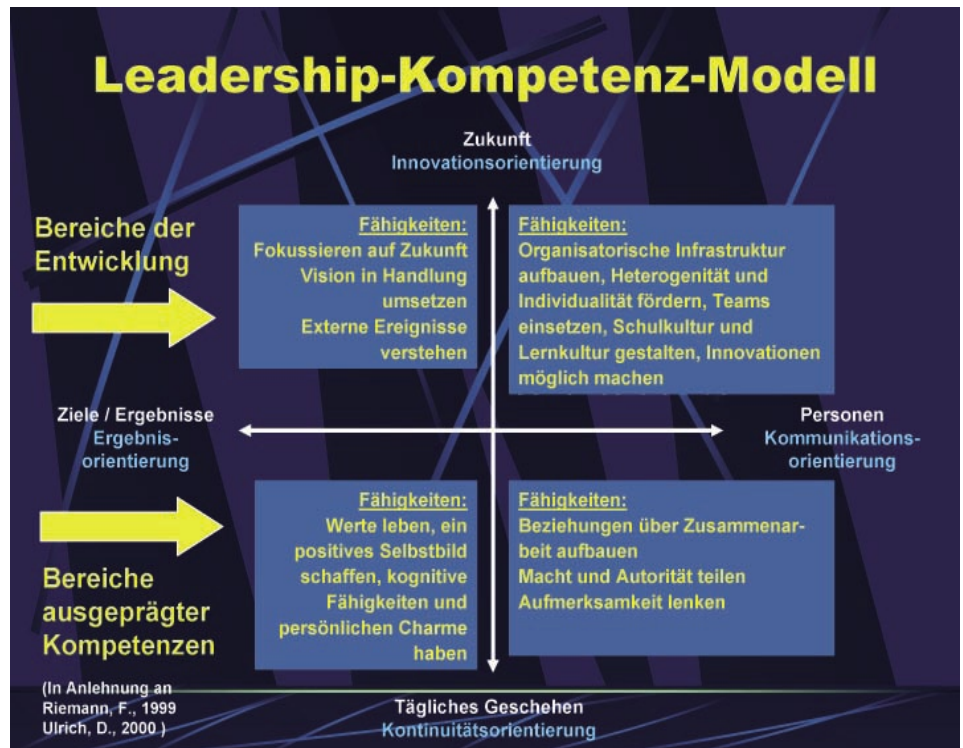 Leadership-Kompetenz-Modell
Zukunft
Innovationsorientierung
Bereiche der
Entwicklung
Fähigkeiten:
Fokussieren auf Zukunft
Vision in Handlung
umsetzen
Externe Ereignisse
verstehen
Fähigkeiten:
Organisatorische Infrastruktur
aufbauen, Heterogenität und
Individualität fördern, Teams
einsetzen, Schulkultur und
Lernkultur gestalten, Innovationen
möglich machen
Ziele / Ergebnisse
Ergebnis-
orientierung
Personen
Kommunikations-
orientierung
Bereiche
ausgeprägter
Kompetenzen
Fähigkeiten:
Werte leben, ein
positives Selbstbild
schaffen, kognitive
Fähigkeiten und
persönlichen Charme
haben
Fähigkeiten:
Beziehungen über Zusammenar-
beit aufbauen
Macht und Autorität teilen
Aufmerksamkeit lenken
(In Anlehnung an
Riemann, F., 1999
Ulrich, D., 2000 )
Tägliches Geschehen
Kontinuitätsorientierung